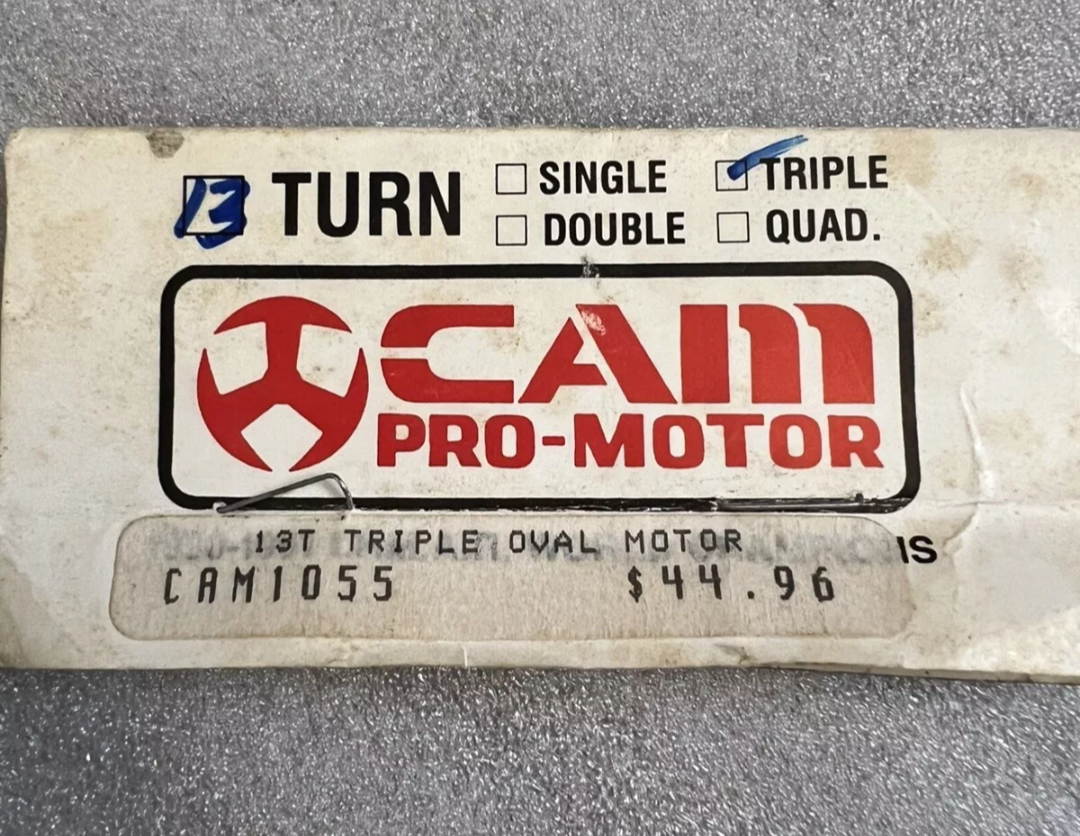 13 TURN
SINGLE
TRIPLE
DOUBLE
QUAD.
CAM
PRO-MOTOR
13T TRIPLE OVAL MOTOR
IS
CAM1055 $44.96